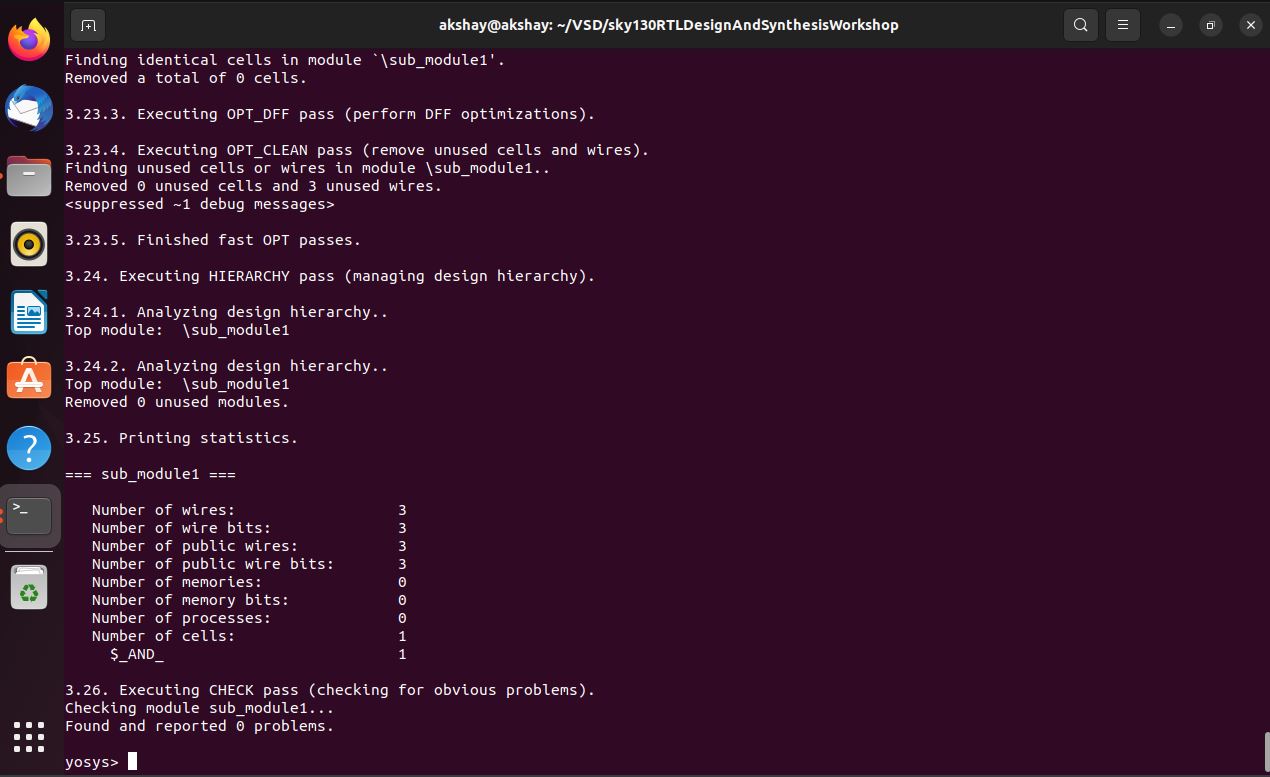 akshay@akshay: ~/VSD/sky130RTLDesignAndSynthesisWorkshop
Finding identical cells in module `\sub_module1'.
Removed a total of 0 cells.

3.23.3. Executing OPT_DFF pass (perform DFF optimizations).

3.23.4. Executing OPT_CLEAN pass (remove unused cells and wires).
Finding unused cells or wires in module \sub_module1..
Removed 0 unused cells and 3 unused wires.
<suppressed ~1 debug messages>

3.23.5. Finished fast OPT passes.

3.24. Executing HIERARCHY pass (managing design hierarchy).

3.24.1. Analyzing design hierarchy..
Top module:  \sub_module1

3.24.2. Analyzing design hierarchy..
Top module:  \sub_module1
Removed 0 unused modules.

3.25. Printing statistics.

=== sub_module1 ===

   Number of wires:                  3
   Number of wire bits:              3
   Number of public wires:           3
   Number of public wire bits:       3
   Number of memories:               0
   Number of memory bits:            0
   Number of processes:              0
   Number of cells:                  1
     $_AND_                          1

3.26. Executing CHECK pass (checking for obvious problems).
Checking module sub_module1...
Found and reported 0 problems.

yosys>